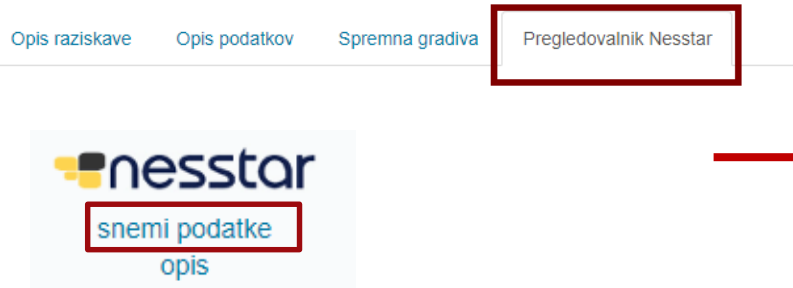 Opis raziskave Opis podatkov Spremna gradiva Pregledovalnik Nesstar
nesstar
snemi podatke
opis